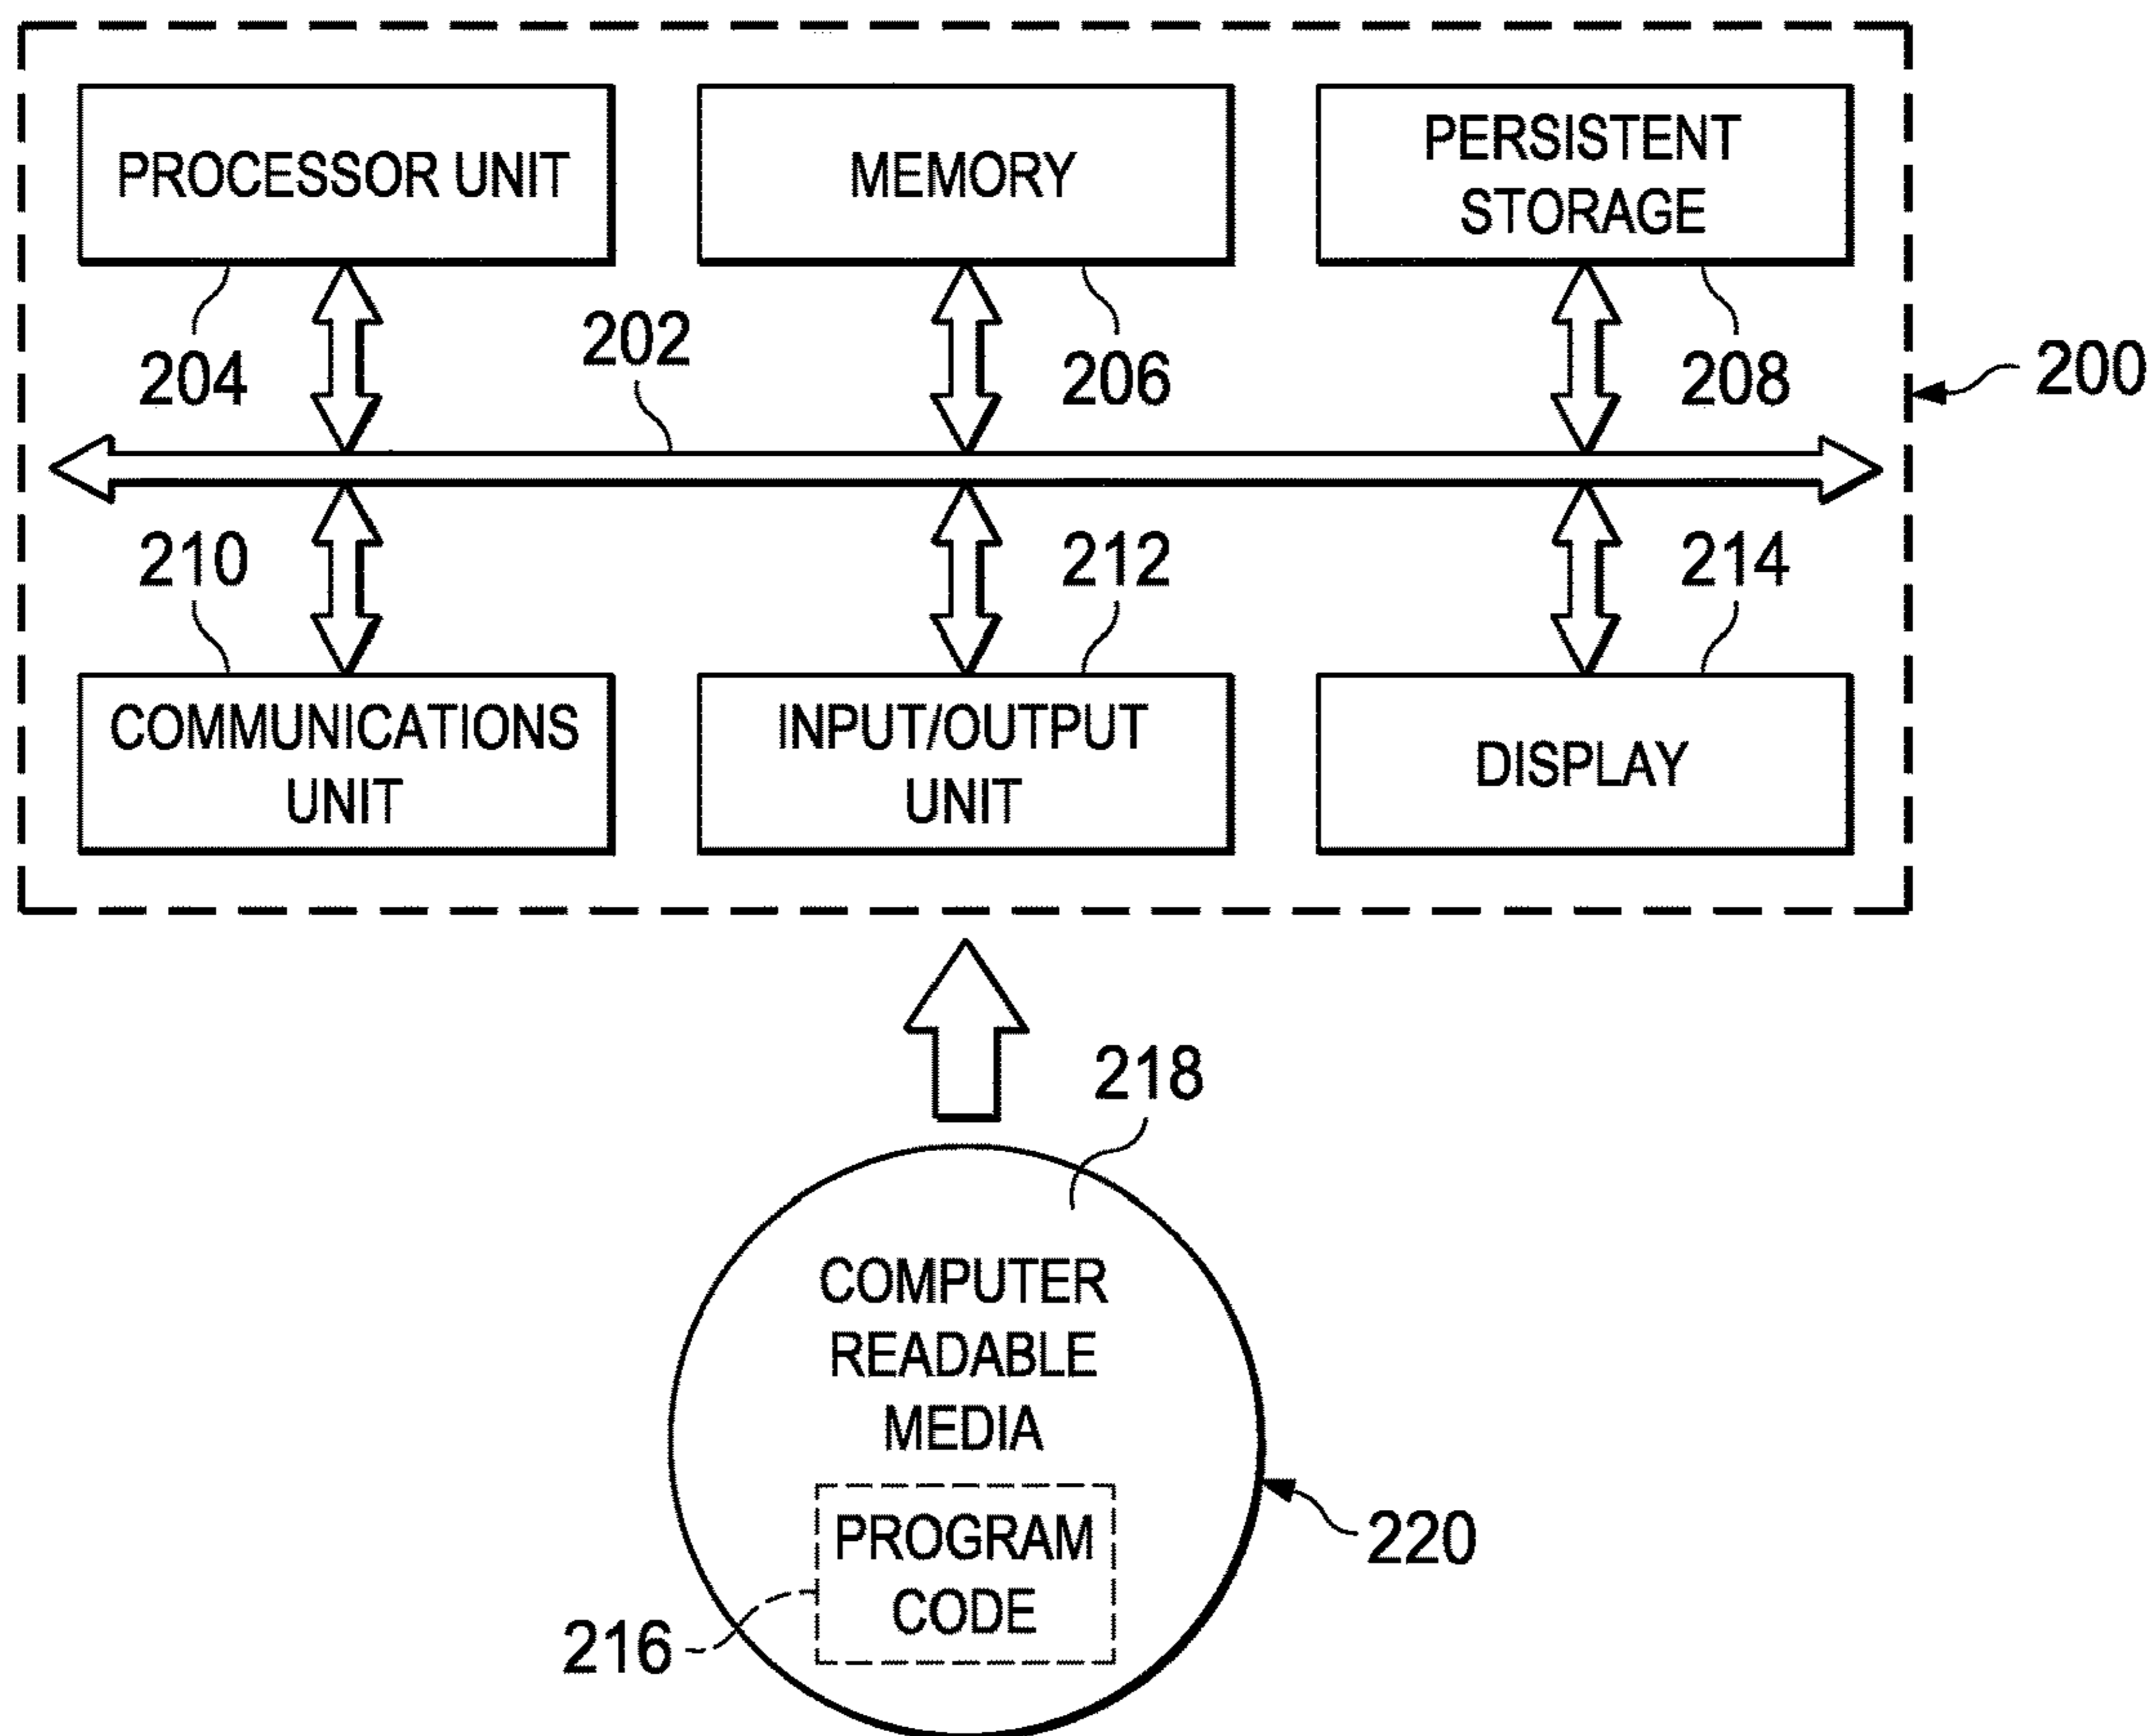 PROCESSOR UNIT
MEMORY
PERSISTENT
STORAGE
204
202
206
208
200
210
212
214
COMMUNICATIONS
UNIT
INPUT/OUTPUT
UNIT
DISPLAY
218
COMPUTER
READABLE
MEDIA
PROGRAM
CODE
220
216